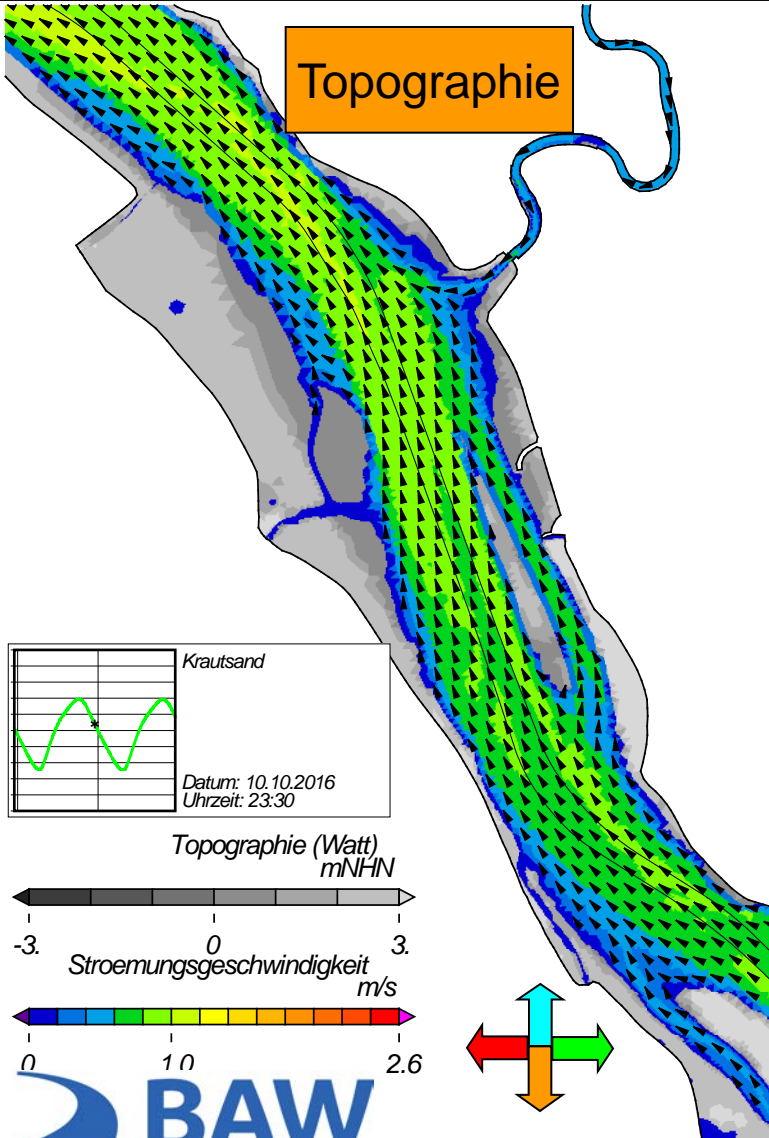 Topographie
Krautsand
Datum: 10.10.2016
Uhrzeit: 23:30
Topographie (Watt)
mNHN
-3. 0 3.
Stroemungsgeschwindigkeit
m/s
0 1.0 2.6
BAW